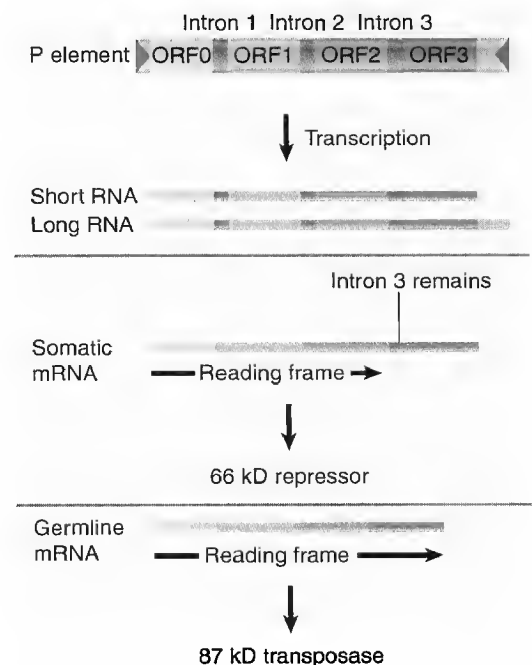 Intron 1 Intron 2 Intron 3
P element ORF0 ORF1 ORF2 ORF3
Transcription
Short RNA
Long RNA
Intron 3 remains
Somatic
mRNA
Reading frame
66 kD repressor
Germline
mRNA
Reading frame
87 kD transposase